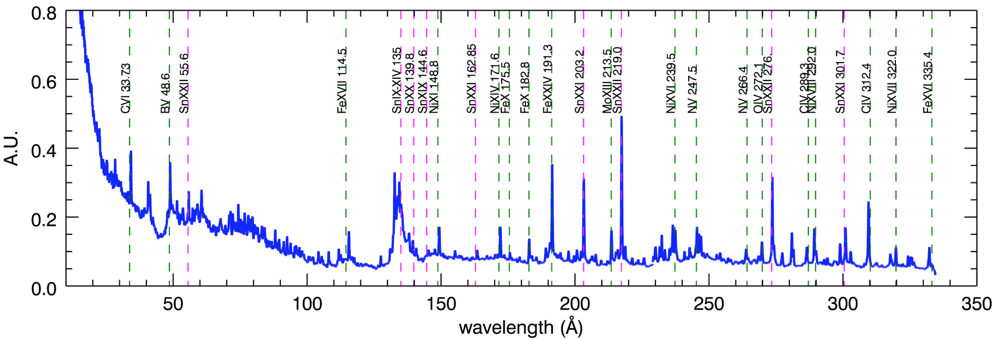 0.8
0.6
0.4
0.2
0.0
A.U.
CVI 33.73
BV 48.6
SnXXII 55.6
FeXVII 114.5
SnIX-XIV 135
SnXX 139.8
SnXIX 144.6
NiXI 148.8
SnXXI 162.85
NiXIV 171.6
FeX 175.5
FeX 182.8
FeXXIV 191.3
SnXXI 203.2
MoXIII 213.5
SnXXII 219.0
NiXVI 239.5
NIV 247.5
NIV 266.4
OIV 272.1
SnXXII 276.
CIV 289.3
NiXVIII 292.0
SnXXI 301.7
CIV 312.4
NiXVII 322.0
FeXVI 335.4
50 100 150 200 250 300 350
wavelength (Å)